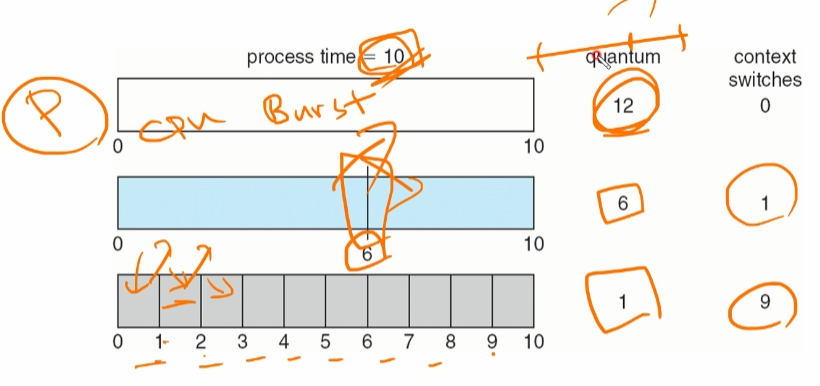 process time = 10 quantum context switches
P CPU Burst 12 0
0 10
6 1
0 6 10
1 9
0 1 2 3 4 5 6 7 8 9 10